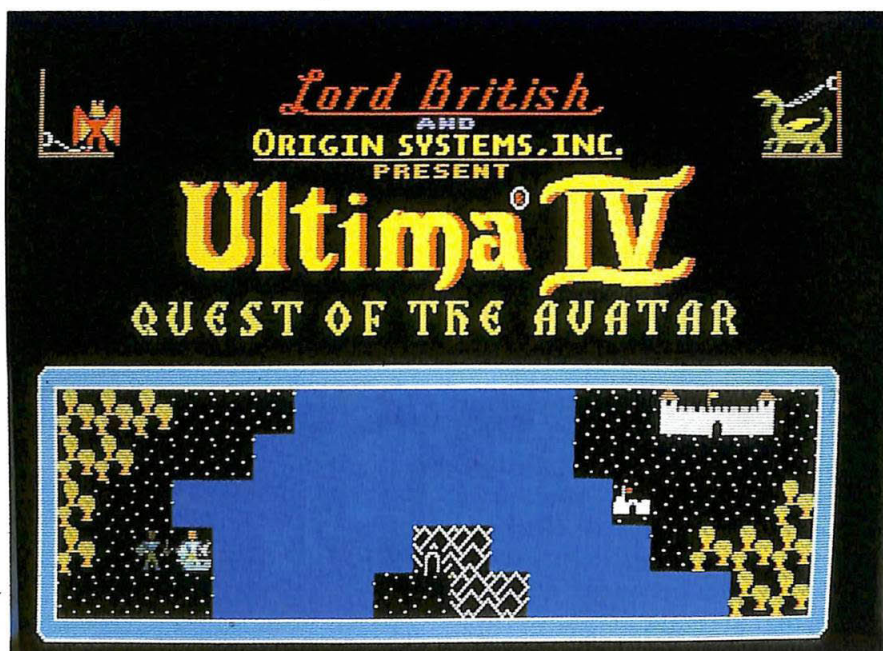 Lord British
AND
ORIGIN SYSTEMS, INC.
PRESENT
Ultima® IV
QUEST OF THE AVATAR